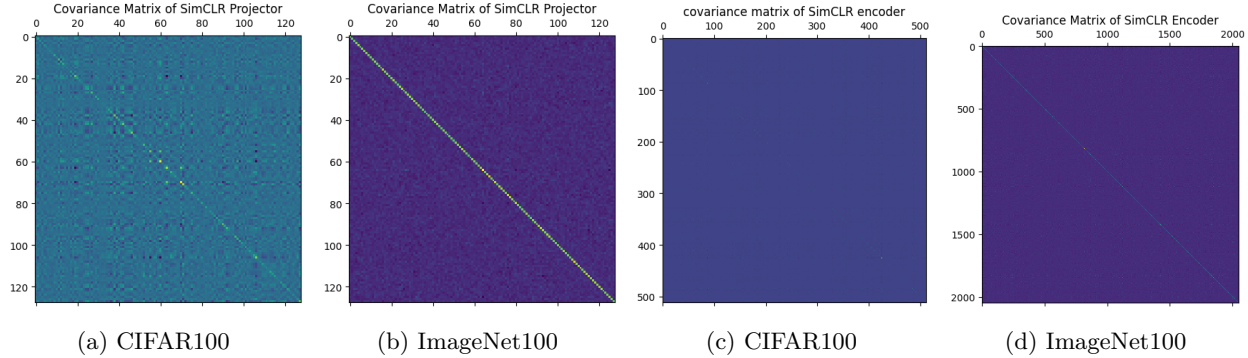 Covariance Matrix of SimCLR Projector
0 20 40 60 80 100 120
0
20
40
60
80
100
120
(a) CIFAR100
Covariance Matrix of SimCLR Projector
0 20 40 60 80 100 120
0
20
40
60
80
100
120
(b) ImageNet100
covariance matrix of SimCLR encoder
0 100 200 300 400 500
0
100
200
300
400
500
(c) CIFAR100
Covariance Matrix of SimCLR Encoder
0 500 1000 1500 2000
0
500
1000
1500
2000
(d) ImageNet100